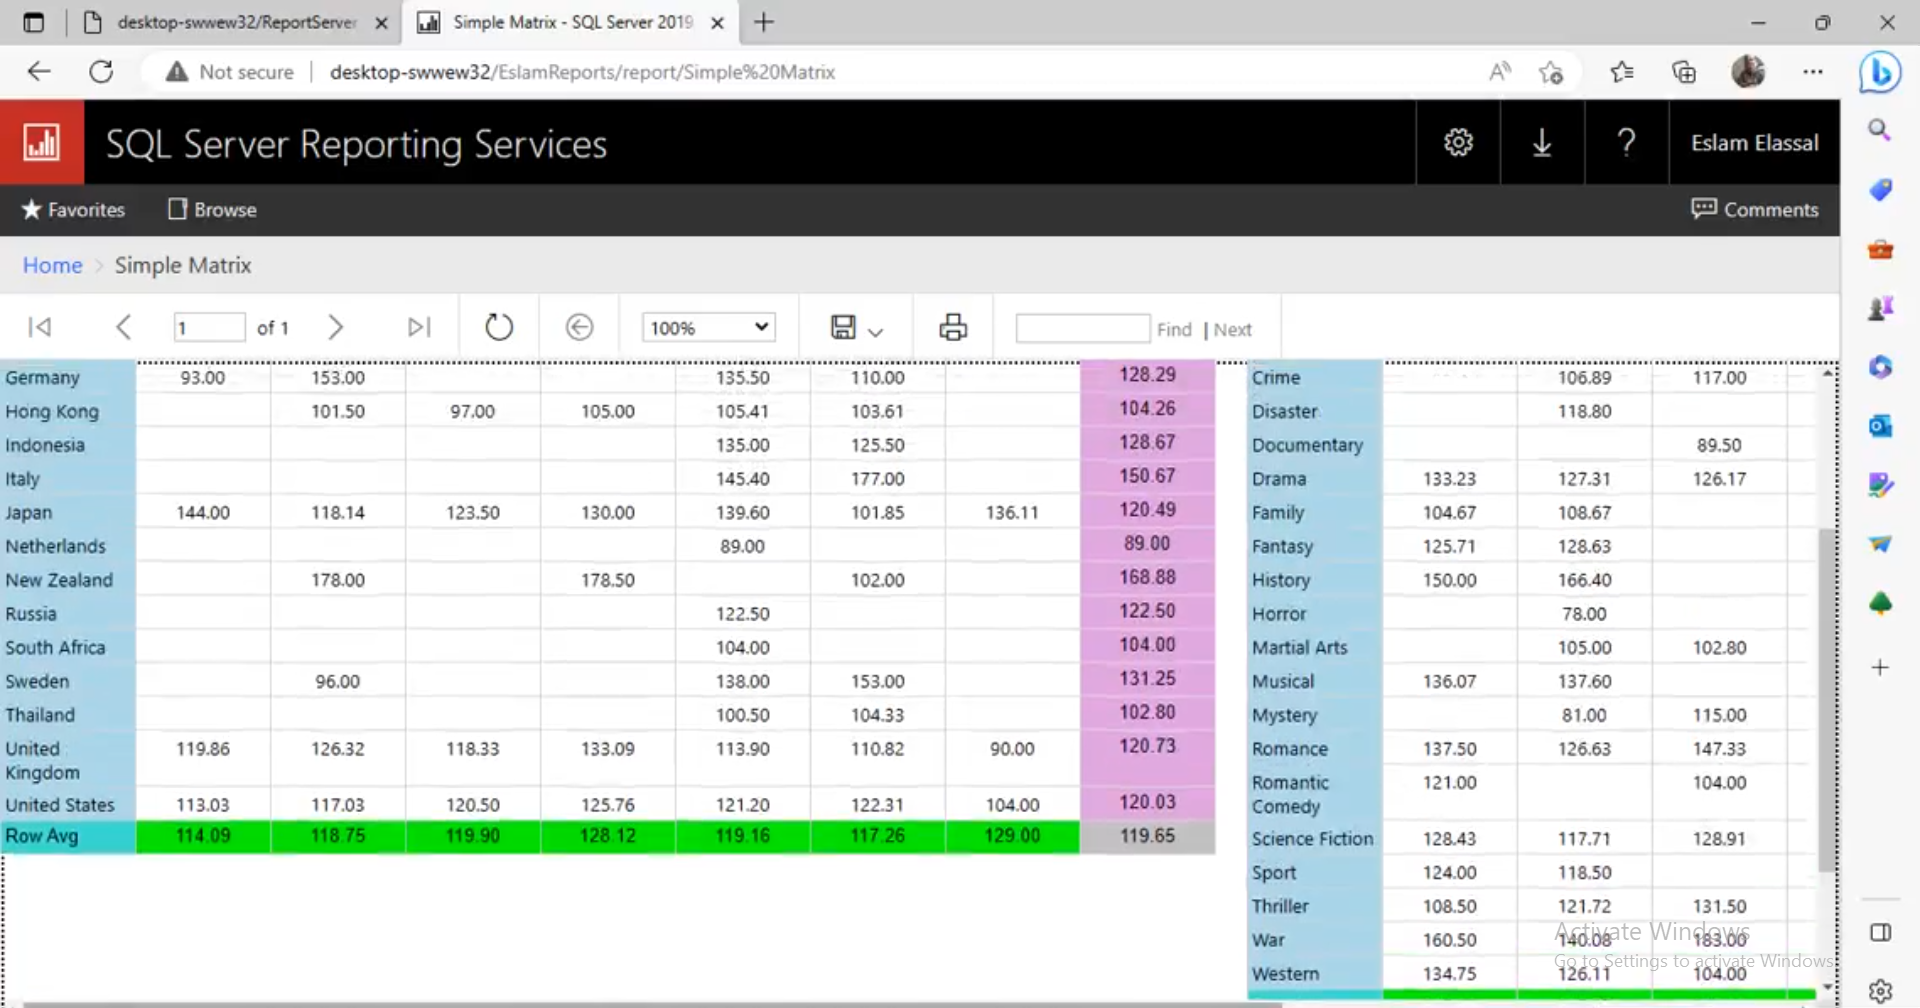 desktop-swwew32/ReportServer
Simple Matrix - SQL Server 2019
Not secure
desktop-swwew32/EslamReports/report/Simple%20Matrix
SQL Server Reporting Services
Eslam Elassal
Favorites Browse Comments
Home > Simple Matrix
1 of 1 100% Find | Next
Germany 93.00 153.00 135.50 110.00 128.29
Hong Kong 101.50 97.00 105.00 105.41 103.61 104.26
Indonesia 135.00 125.50 128.67
Italy 145.40 177.00 150.67
Japan 144.00 118.14 123.50 130.00 139.60 101.85 136.11 120.49
Netherlands 89.00 89.00
New Zealand 178.00 178.50 102.00 168.88
Russia 122.50 122.50
South Africa 104.00 104.00
Sweden 96.00 138.00 153.00 131.25
Thailand 100.50 104.33 102.80
United Kingdom 119.86 126.32 118.33 133.09 113.90 110.82 90.00 120.73
United States 113.03 117.03 120.50 125.76 121.20 122.31 104.00 120.03
Row Avg 114.09 118.75 119.90 128.12 119.16 117.26 129.00 119.65
Crime 106.89 117.00
Disaster 118.80
Documentary 89.50
Drama 133.23 127.31 126.17
Family 104.67 108.67
Fantasy 125.71 128.63
History 150.00 166.40
Horror 78.00
Martial Arts 105.00 102.80
Musical 136.07 137.60
Mystery 81.00 115.00
Romance 137.50 126.63 147.33
Romantic Comedy 121.00 104.00
Science Fiction 128.43 117.71 128.91
Sport 124.00 118.50
Thriller 108.50 121.72 131.50
War 160.50 140.08 183.00
Western 134.75 126.11 104.00
Activate Windows
Go to Settings to activate Windows.